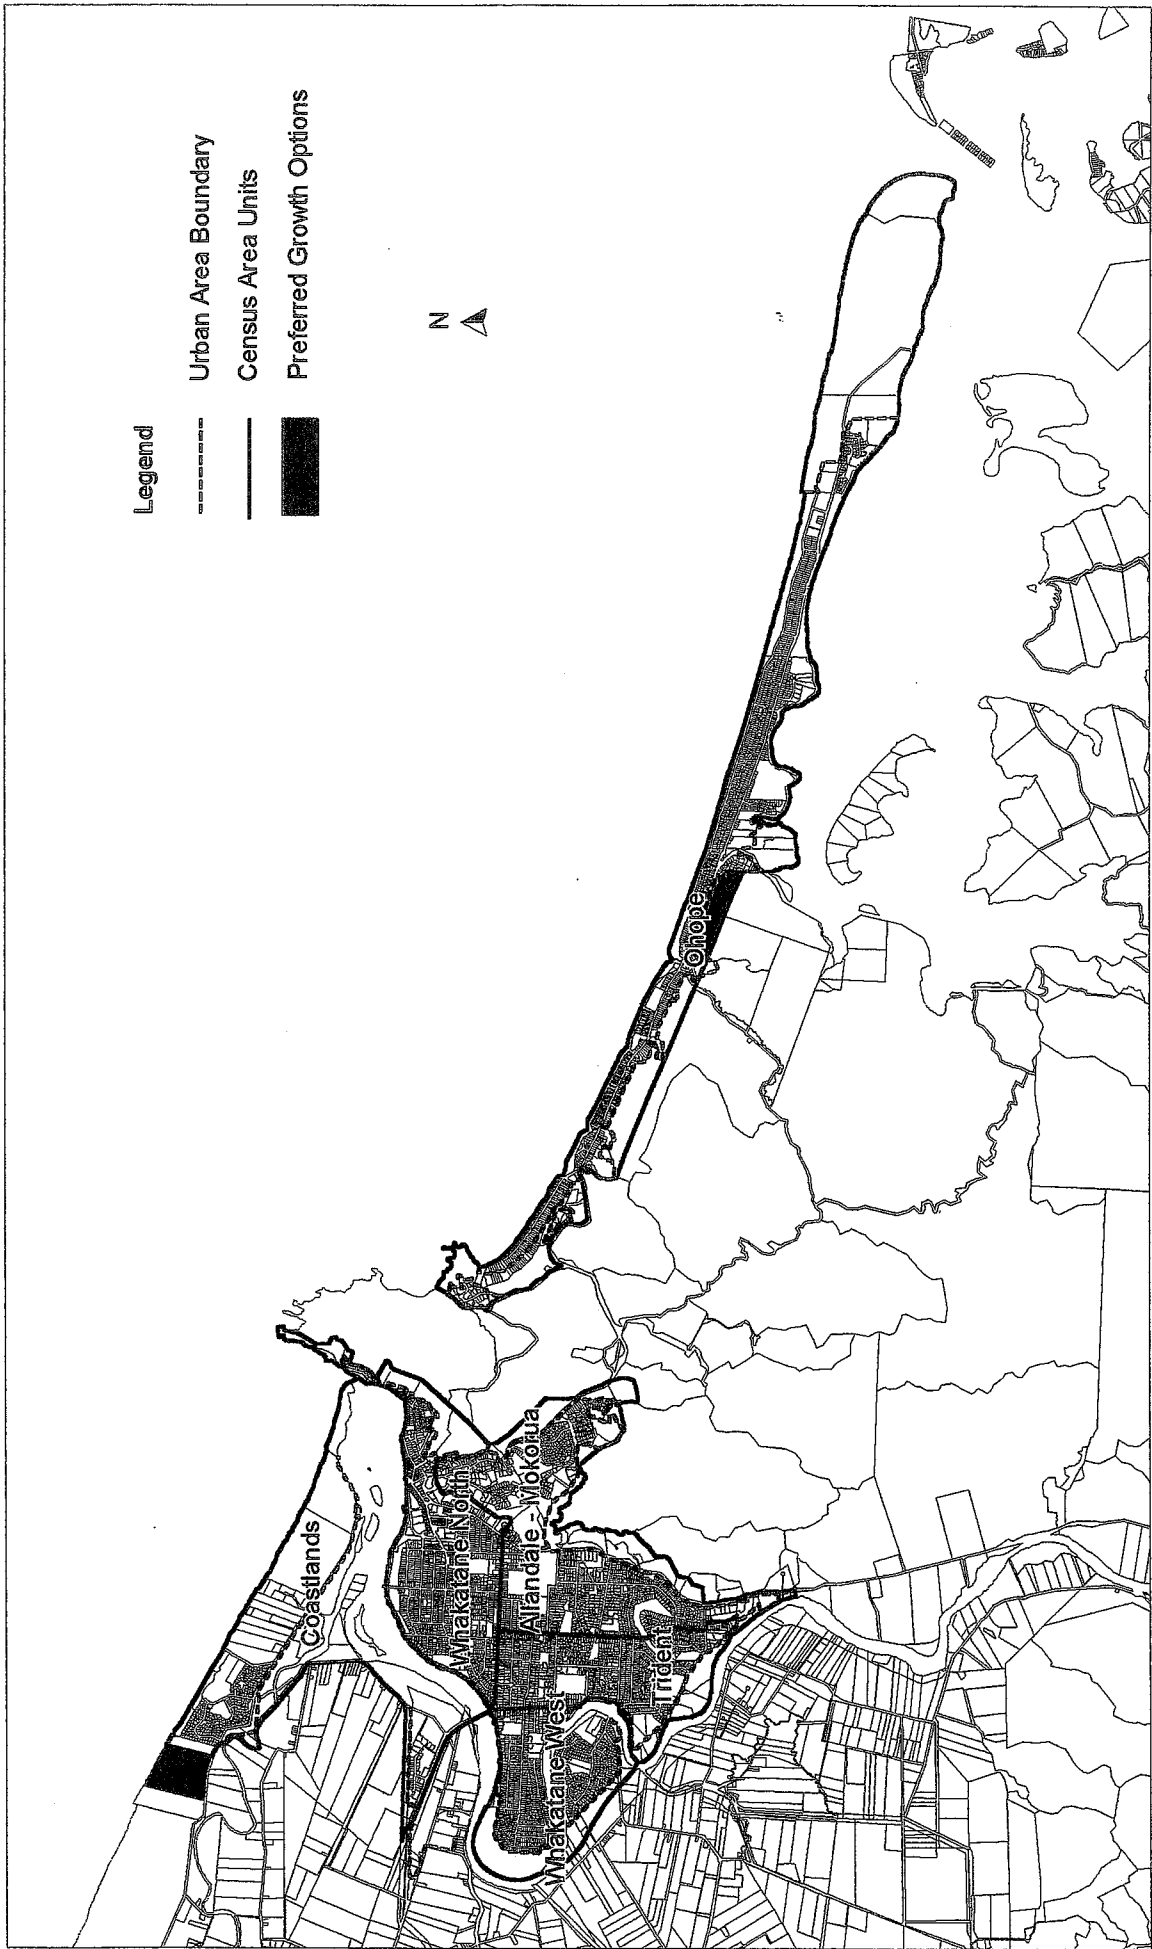 Legend
Urban Area Boundary
Census Area Units
Preferred Growth Options
N
Coastlands
Whakatane North
Allandale - Mokorua
Whakatane West
Trident
Ohope